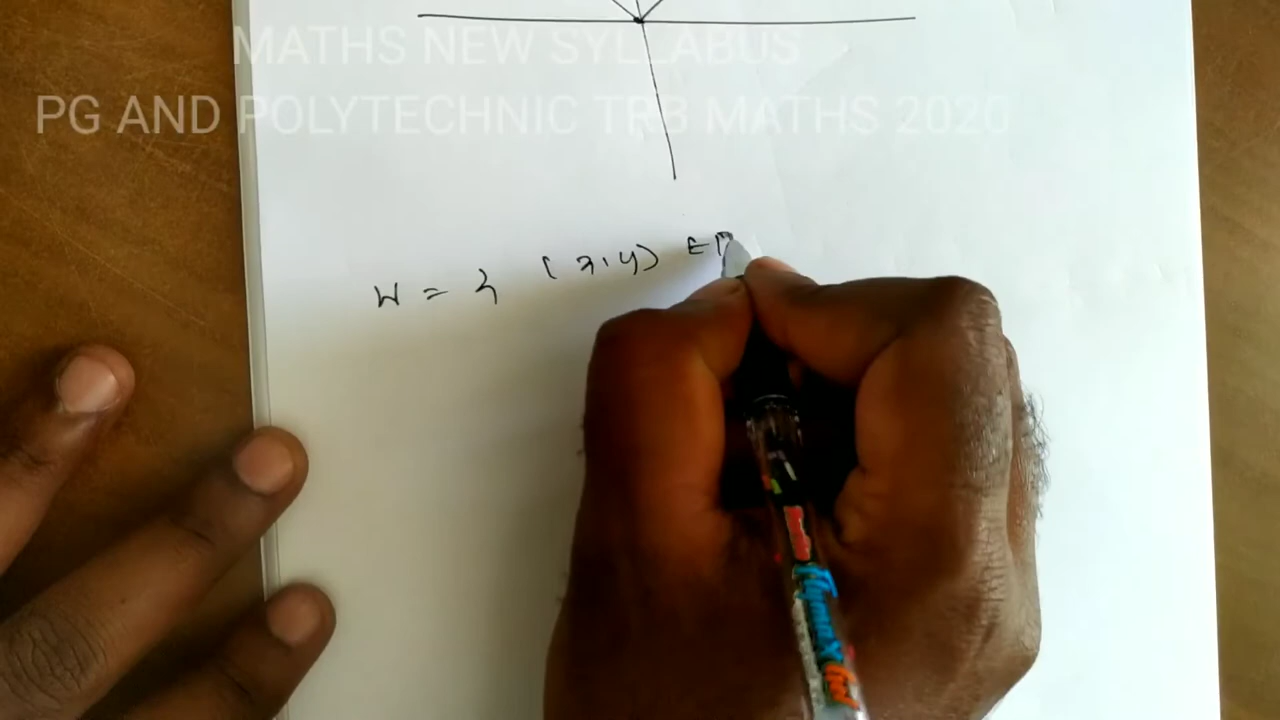 MATHS NEW SYLLABUS
PG AND POLYTECHNIC TRB MATHS 2020
W = { (x, y) ∈